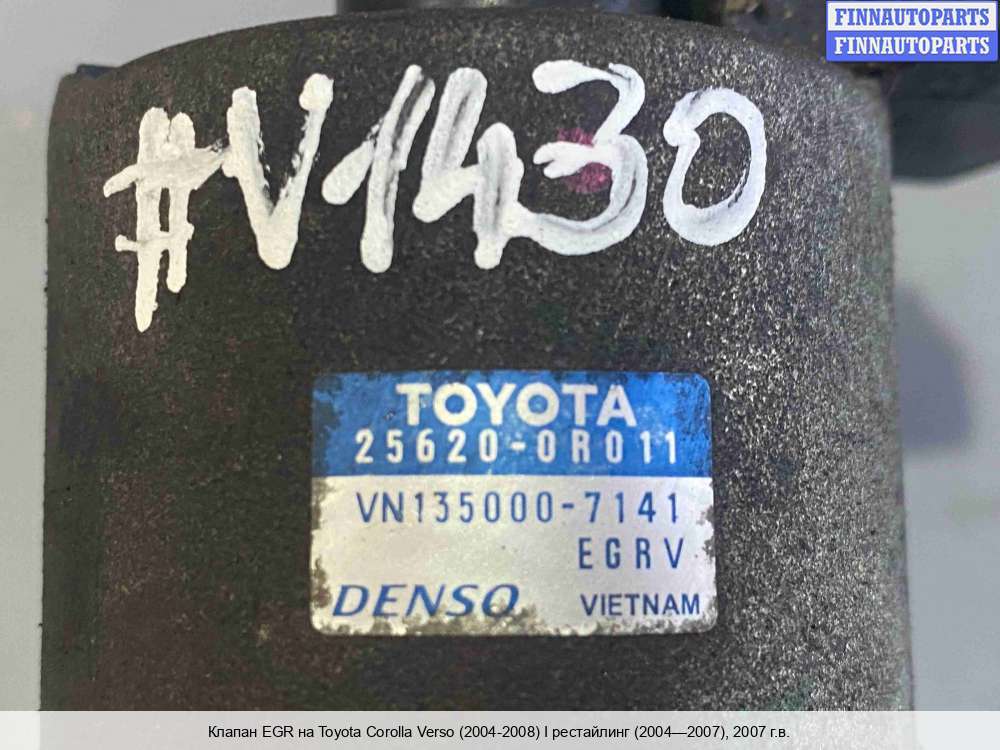 FINNAUTOPARTS
FINNAUTOPARTS
#V1430
TOYOTA
25620-0R011
VN135000-7141
EGRV
DENSO VIETNAM
Клапан EGR на Toyota Corolla Verso (2004-2008) I рестайлинг (2004—2007), 2007 г.в.